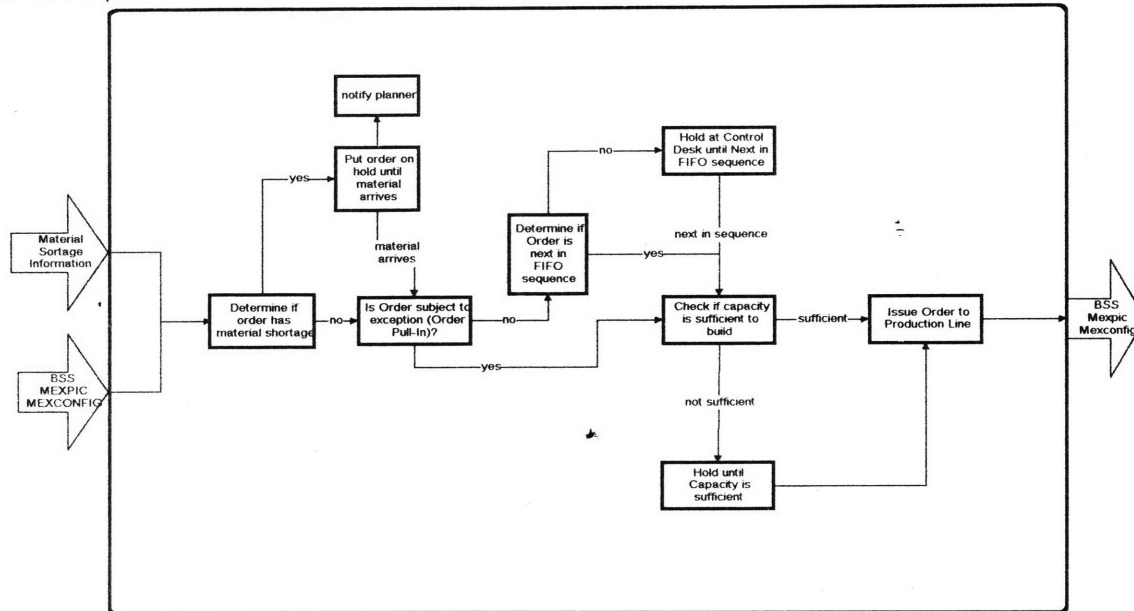 notify planner
Put order on
hold until
material
arrives
yes
material
arrives
Material
Sortage
Information
BSS
MEXPIC
MEXCONFIG
Determine if
order has
material shortage
no
Is Order subject to
exception (Order
Pull-In)?
no
yes
Determine if
Order is
next in
FIFO
sequence
no
yes
Hold at Control
Desk until Next in
FIFO sequence
next in sequence
Check if capacity
is sufficient to
build
sufficient
not sufficient
Hold until
Capacity is
sufficient
Issue Order to
Production Line
BSS
Mexpic
Mexconfig